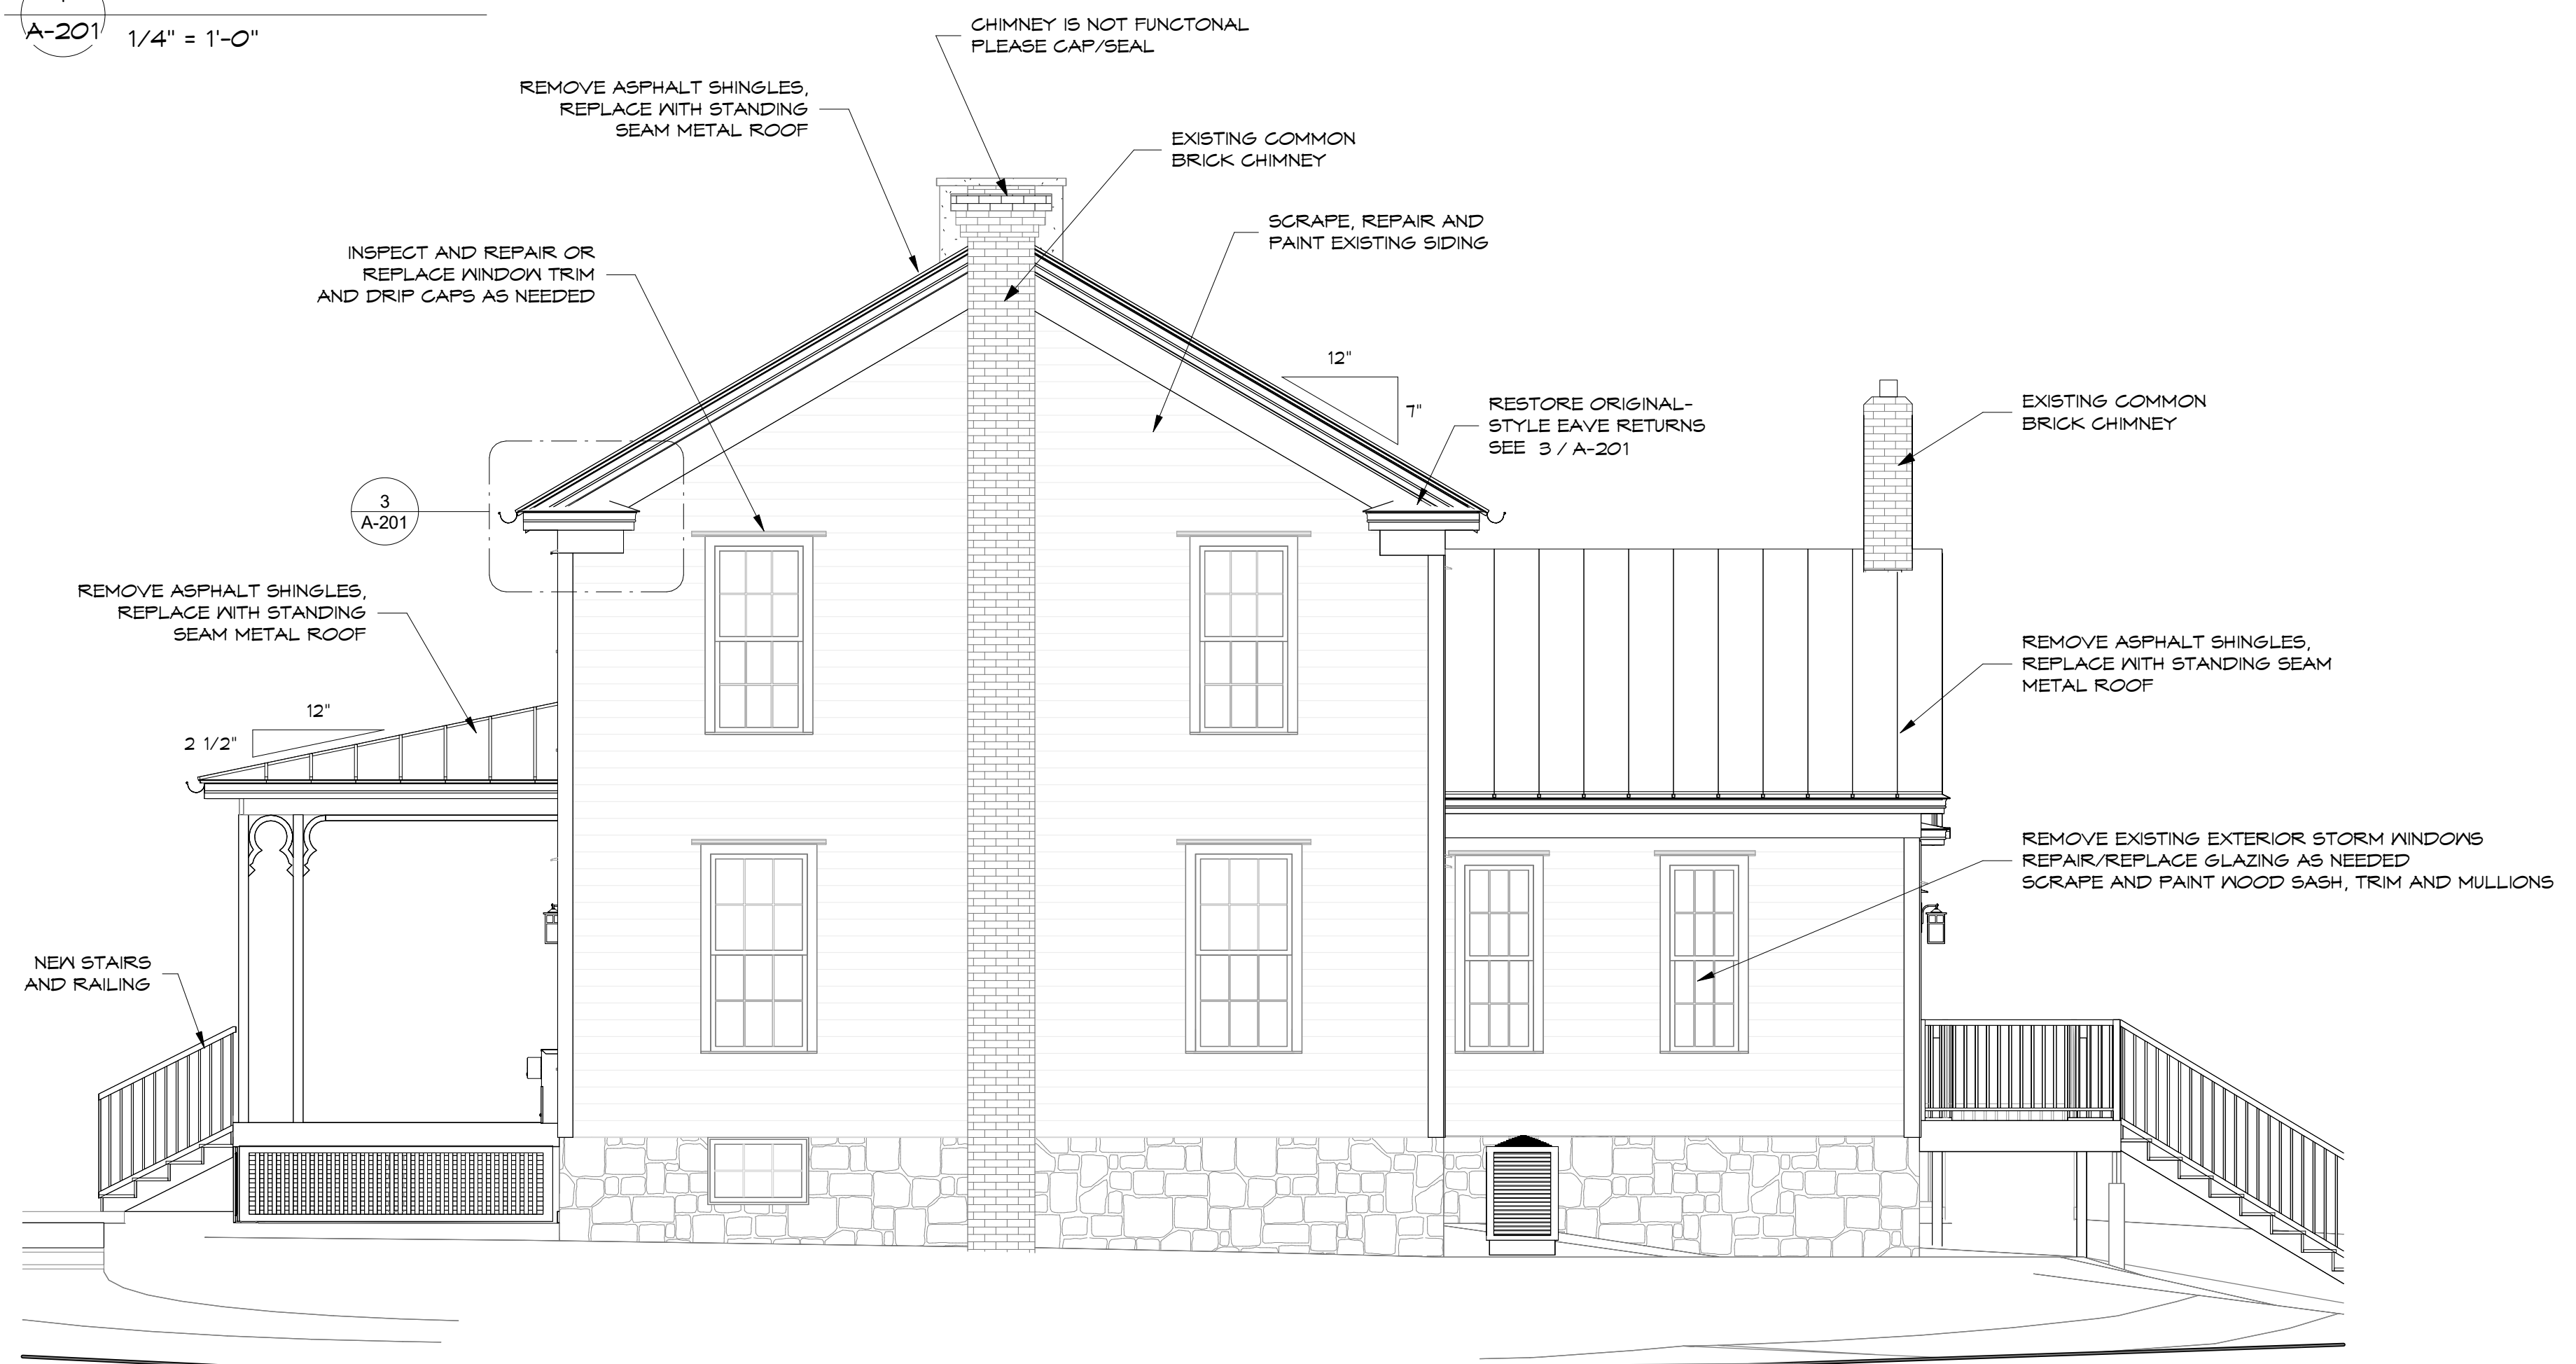 A-201
1/4" = 1'-0"
CHIMNEY IS NOT FUNCTONAL
PLEASE CAP/SEAL
REMOVE ASPHALT SHINGLES,
REPLACE WITH STANDING
SEAM METAL ROOF
EXISTING COMMON
BRICK CHIMNEY
SCRAPE, REPAIR AND
PAINT EXISTING SIDING
INSPECT AND REPAIR OR
REPLACE WINDOW TRIM
AND DRIP CAPS AS NEEDED
12"
7"
RESTORE ORIGINAL-
STYLE EAVE RETURNS
SEE 3 / A-201
EXISTING COMMON
BRICK CHIMNEY
3
A-201
REMOVE ASPHALT SHINGLES,
REPLACE WITH STANDING
SEAM METAL ROOF
REMOVE ASPHALT SHINGLES,
REPLACE WITH STANDING SEAM
METAL ROOF
12"
2 1/2"
REMOVE EXISTING EXTERIOR STORM WINDOWS
REPAIR/REPLACE GLAZING AS NEEDED
SCRAPE AND PAINT WOOD SASH, TRIM AND MULLIONS
NEW STAIRS
AND RAILING